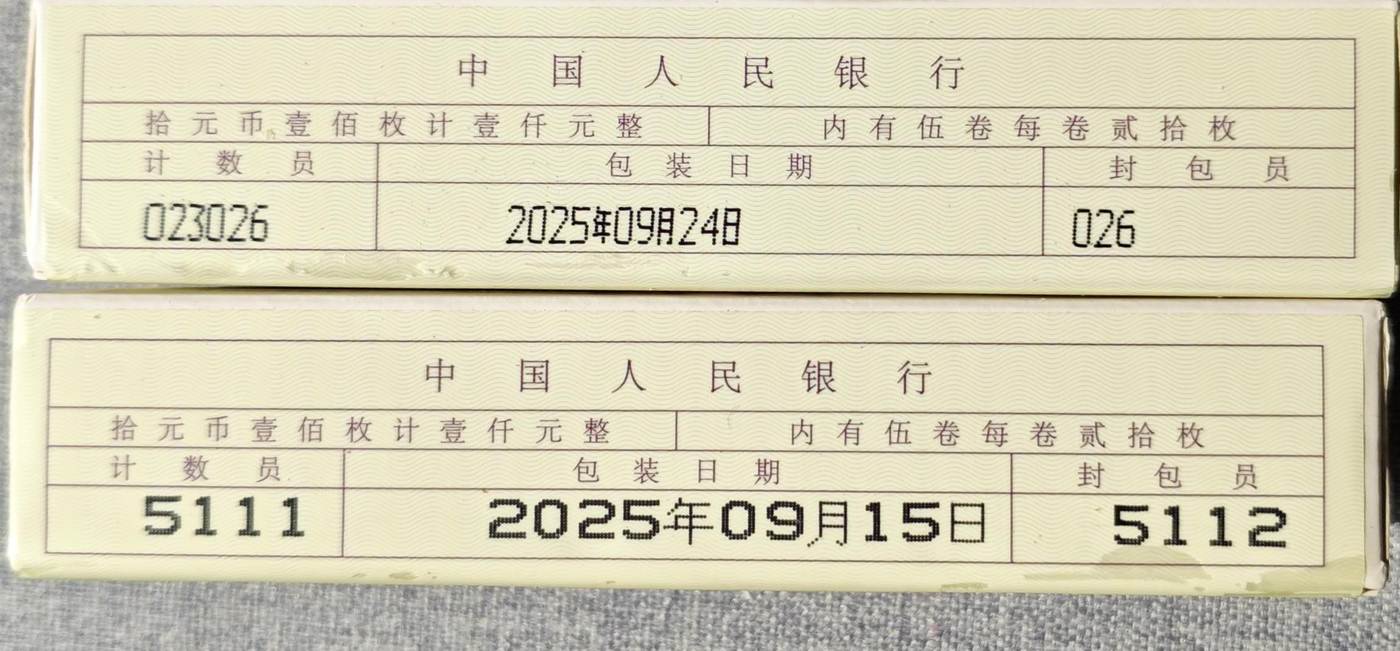 中国人民银行
拾元币壹佰枚计壹仟元整 内有伍卷每卷贰拾枚
计数员 包装日期 封包员
023026 2025年09月24日 026
中国人民银行
拾元币壹佰枚计壹仟元整 内有伍卷每卷贰拾枚
计数员 包装日期 封包员
5111 2025年09月15日 5112